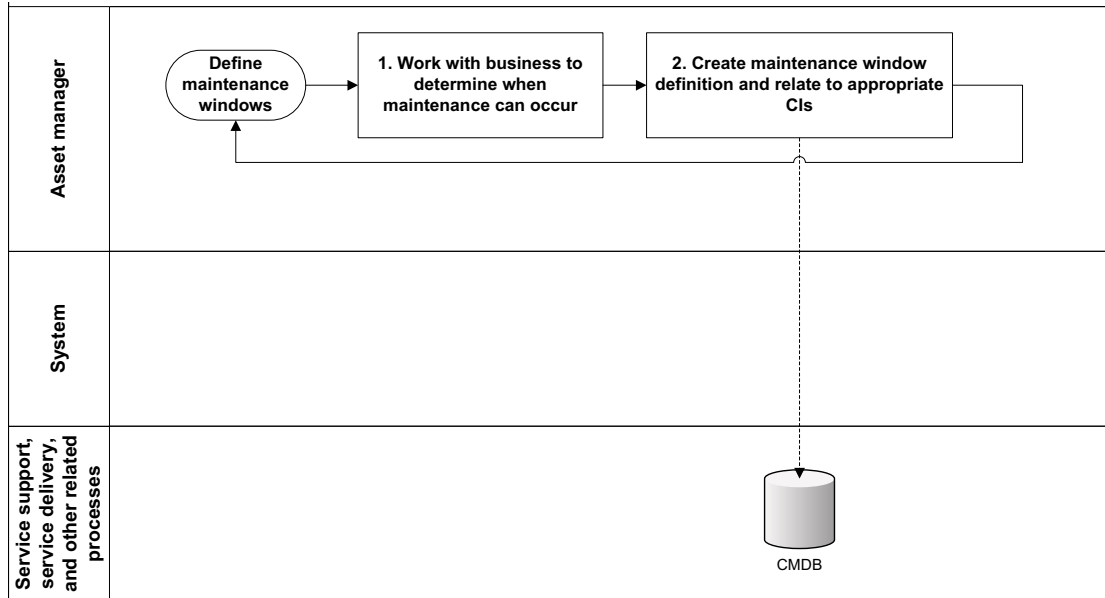 Asset manager
Define
maintenance
windows
1. Work with business to
determine when
maintenance can occur
2. Create maintenance window
definition and relate to appropriate
CIs
System
Service support,
service delivery,
and other related
processes
CMDB